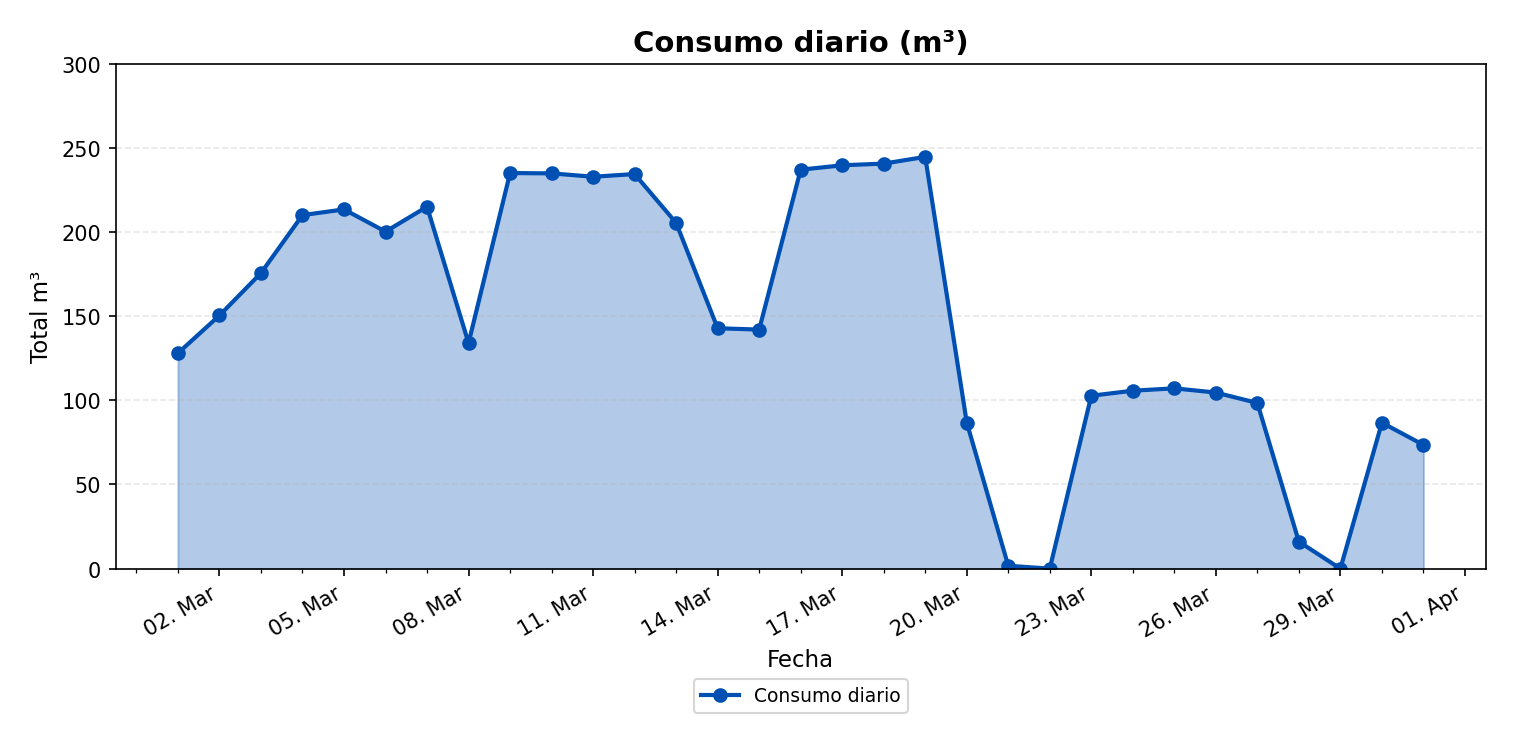 Consumo diario (m³)
300
250
200
150
100
50
0
Total m³
02. Mar
05. Mar
08. Mar
11. Mar
14. Mar
17. Mar
20. Mar
23. Mar
26. Mar
29. Mar
01. Apr
Fecha
Consumo diario